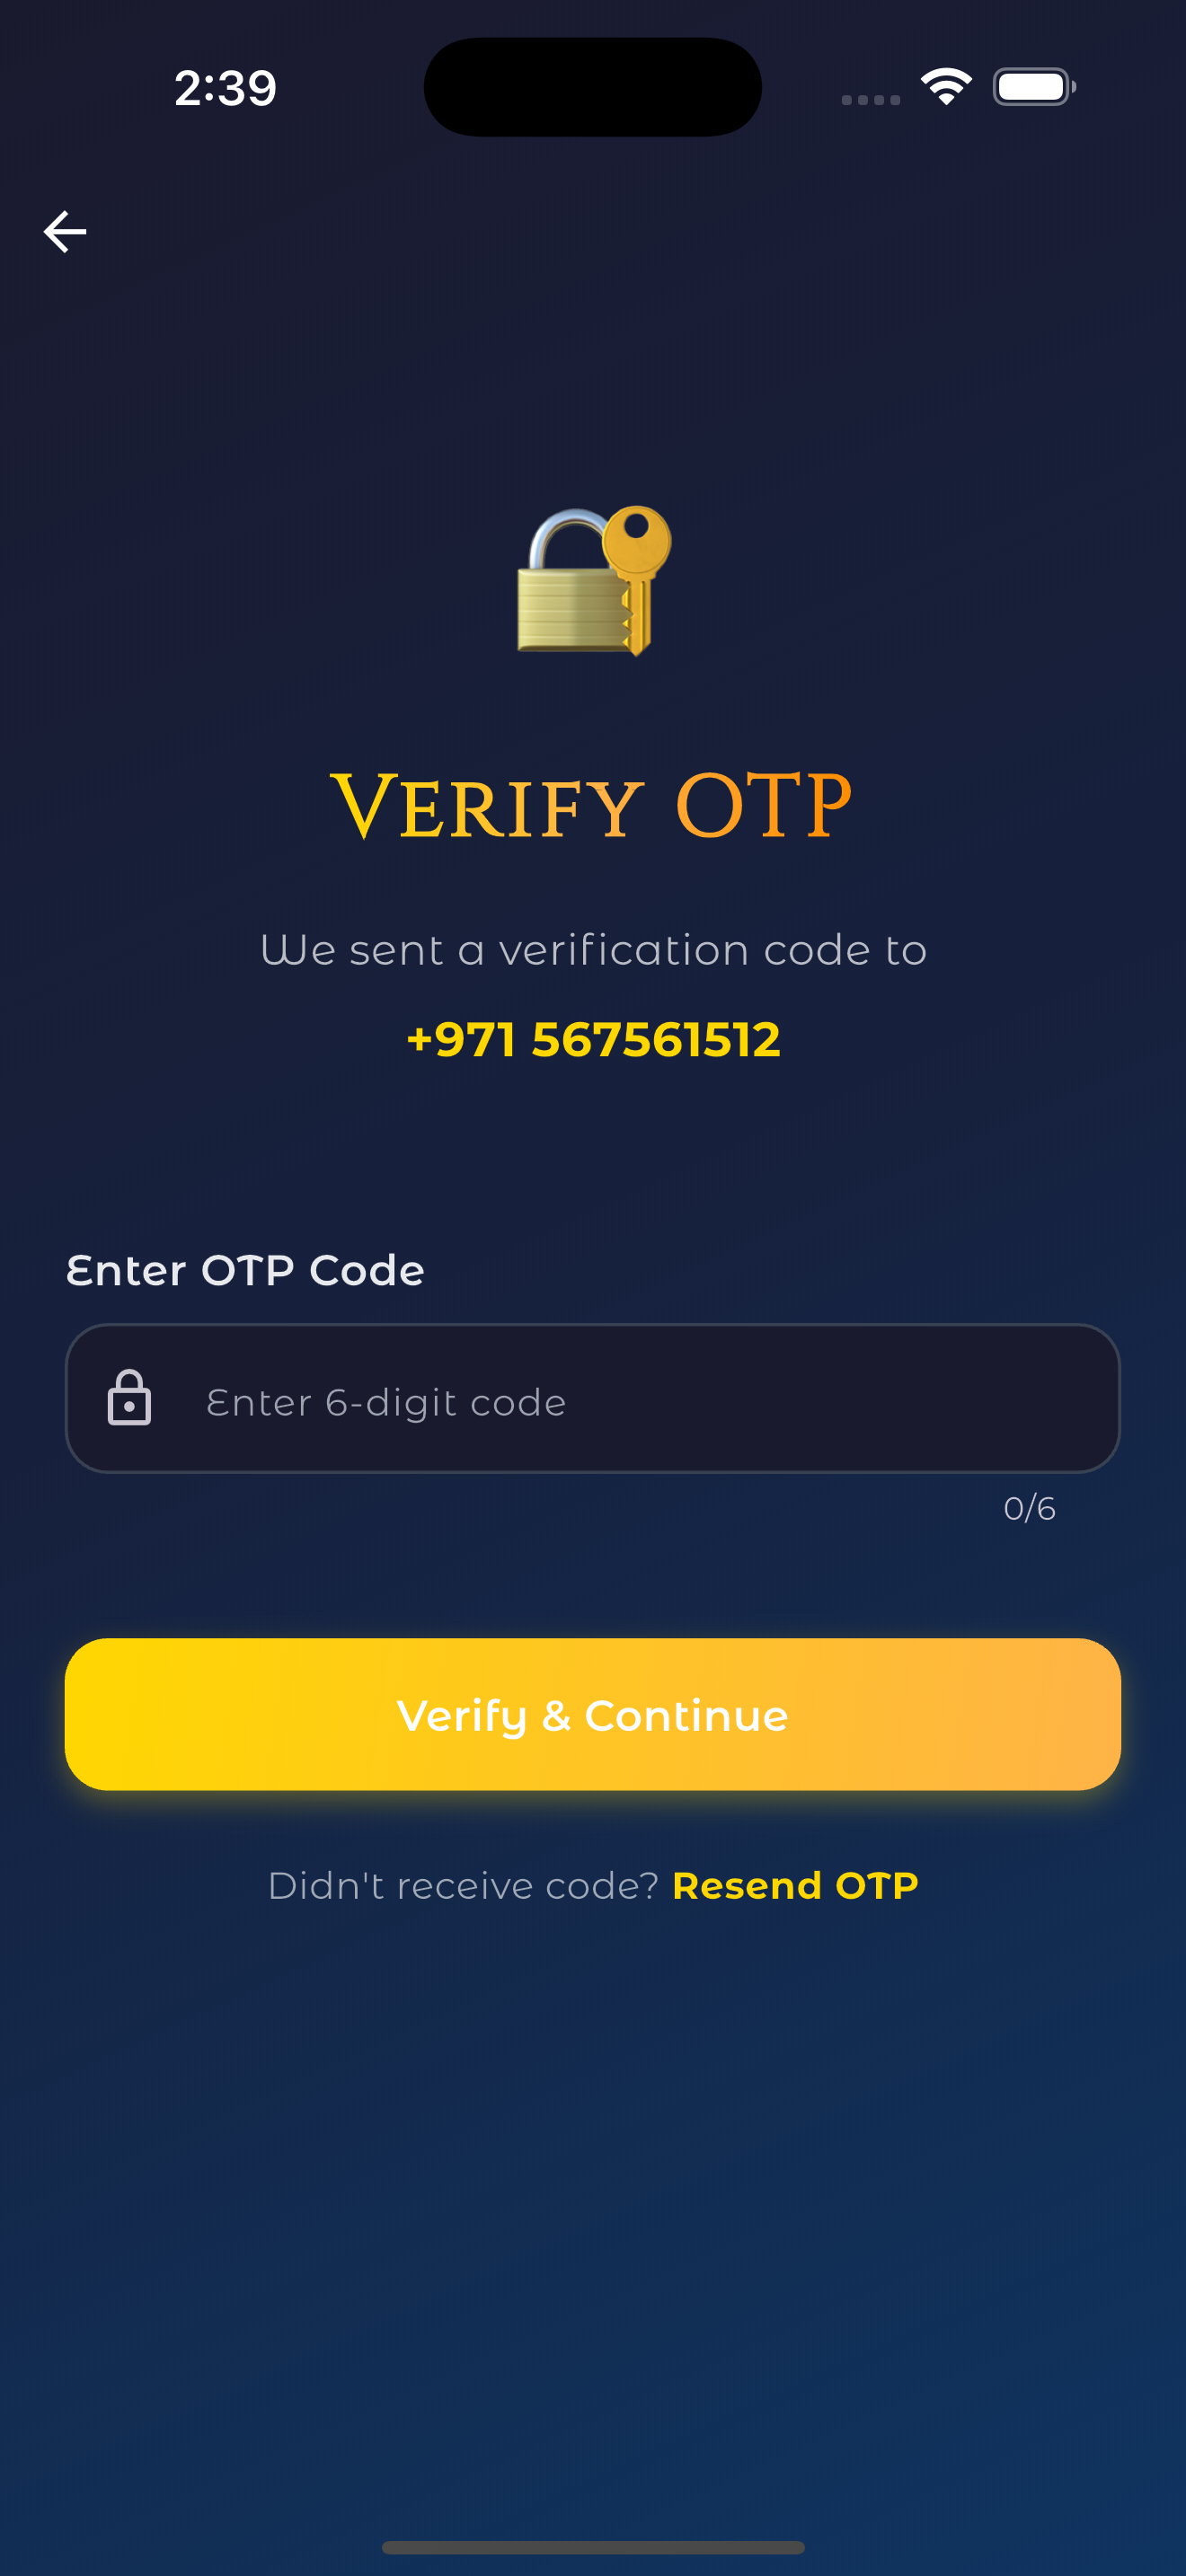 2:39
Verify OTP
We sent a verification code to
+971 567561512
Enter OTP Code
Enter 6-digit code
0/6
Verify & Continue
Didn't receive code? Resend OTP